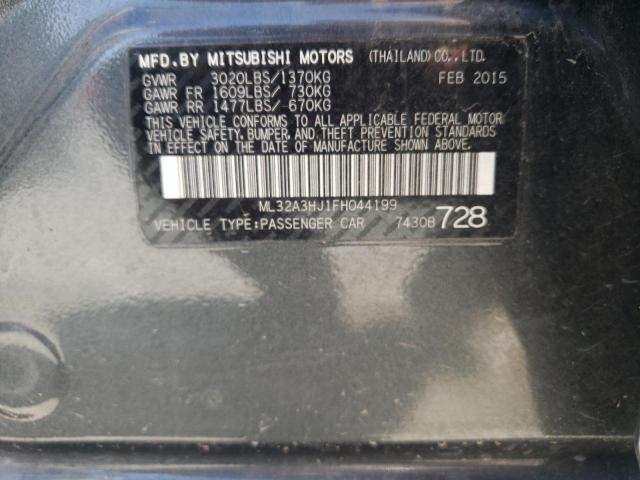 MFD.BY MITSUBISHI MOTORS (THAILAND)CO.,LTD.
GVWR 3020LBS/1370KG FEB 2015
GAWR FR 1609LBS/ 730KG
GAWR RR 1477LBS/ 670KG
THIS VEHICLE CONFORMS TO ALL APPLICABLE FEDERAL MOTOR
VEHICLE SAFETY, BUMPER, AND THEFT PREVENTION STANDARDS
IN EFFECT ON THE DATE OF MANUFACTURE SHOWN ABOVE.
ML32A3HJ1FH044199
VEHICLE TYPE:PASSENGER CAR 7430B 728